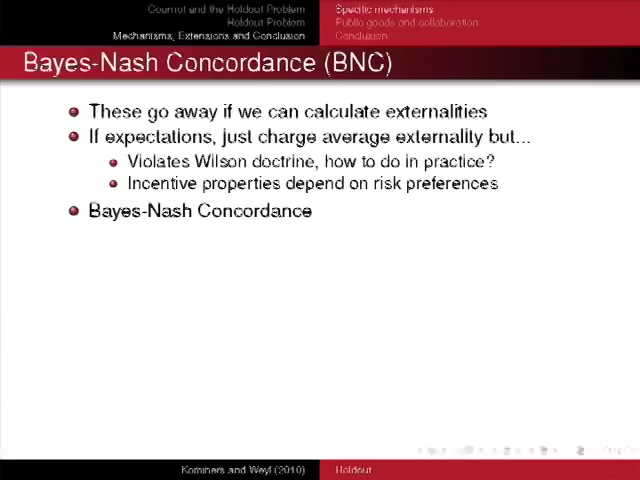 Cournot and the Holdout Problem
Holdout Problem
Mechanisms, Extensions and Conclusion
Specific mechanisms
Public goods and collaboration
Conclusion
Bayes-Nash Concordance (BNC)
These go away if we can calculate externalities
If expectations, just charge average externality but...
Violates Wilson doctrine, how to do in practice?
Incentive properties depend on risk preferences
Bayes-Nash Concordance
Kominers and Weyl (2010)
Holdout